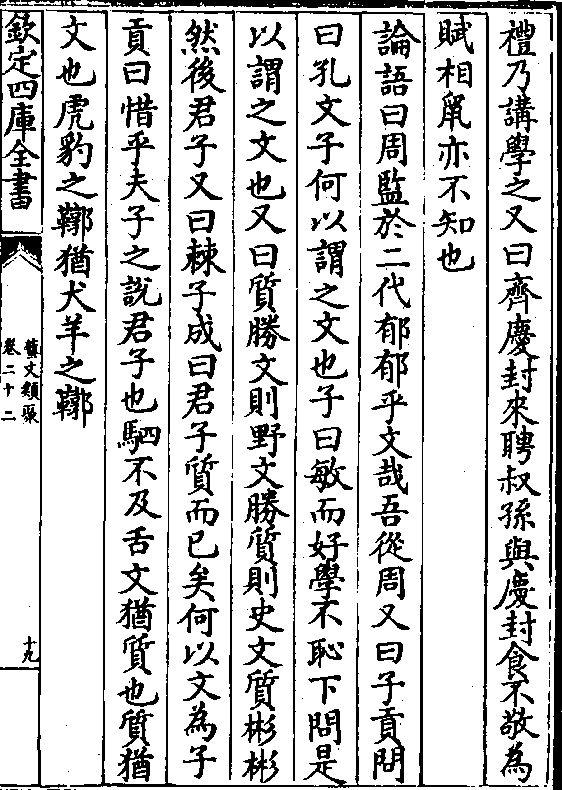 禮乃講學之又曰齊慶封來聘叔孫與慶封食不敬為
賦相鼠亦不知也
論語曰周監於二代郁郁乎文哉吾從周又曰子貢問
曰孔文子何以謂之文也子曰敏而好學不恥下問是
以謂之文也又曰質勝文則野文勝質則史文質彬彬
然後君子又曰棘子成曰君子質而已矣何以文為子
貢曰惜乎夫子之說君子也駟不及舌文猶質也質猶
文也虎豹之鞹猶犬羊之鞹
欽定四庫全書
藝文類聚
卷二十二
十九